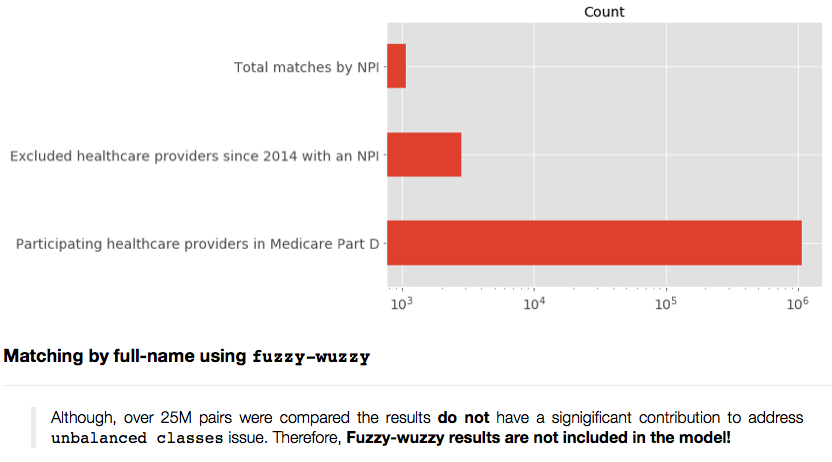 Count
Total matches by NPI
Excluded healthcare providers since 2014 with an NPI
Participating healthcare providers in Medicare Part D
10³ 10⁴ 10⁵ 10⁶
Matching by full-name using fuzzy-wuzzy
Although, over 25M pairs were compared the results do not have a signigificant contribution to address
unbalanced classes issue. Therefore, Fuzzy-wuzzy results are not included in the model!